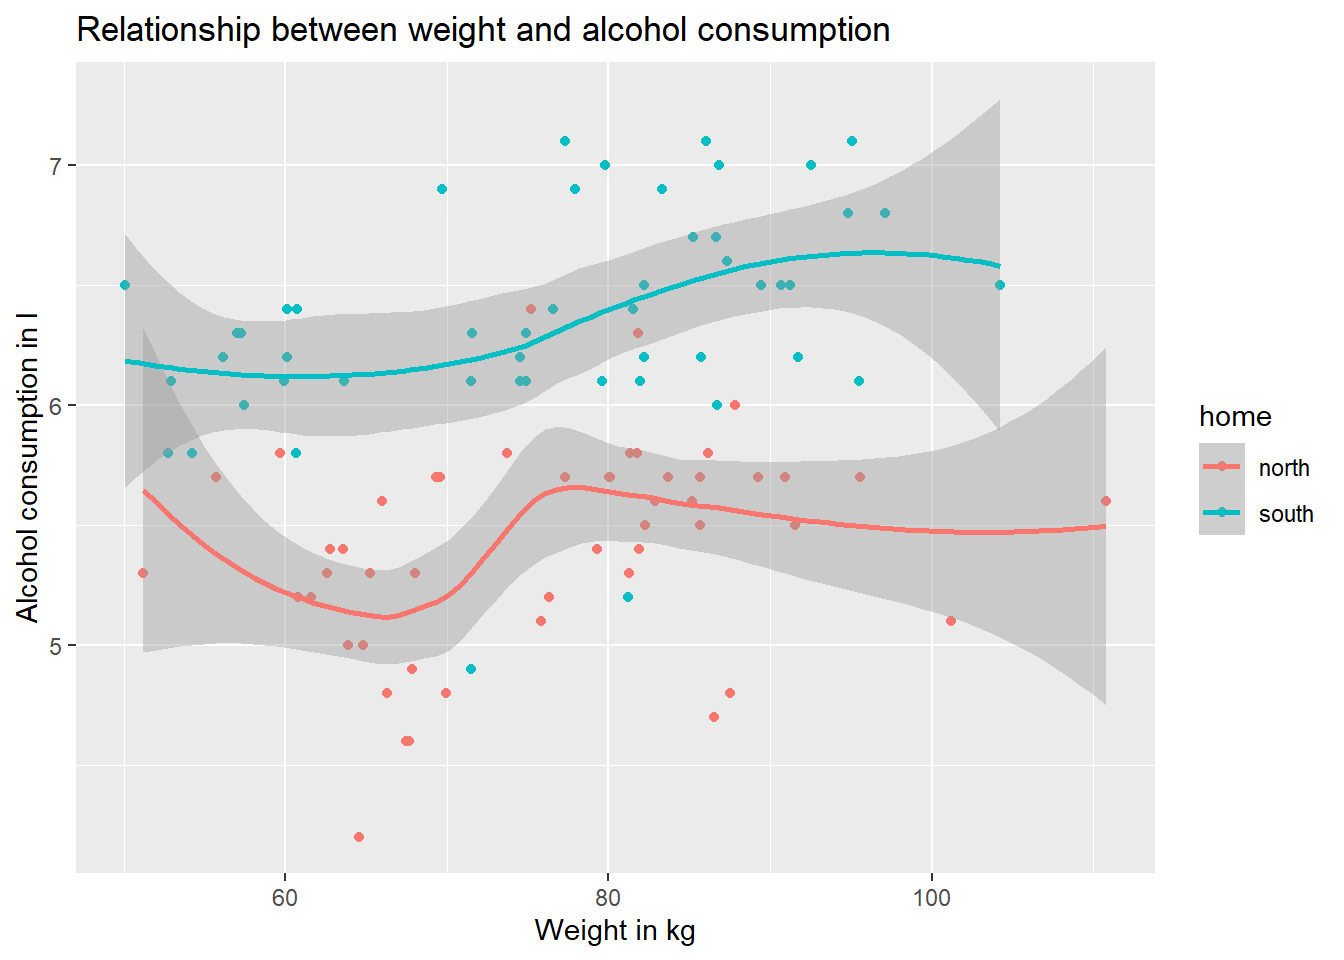 Relationship between weight and alcohol consumption
Alcohol consumption in l
7
6
5
60
80
100
Weight in kg
home
north
south